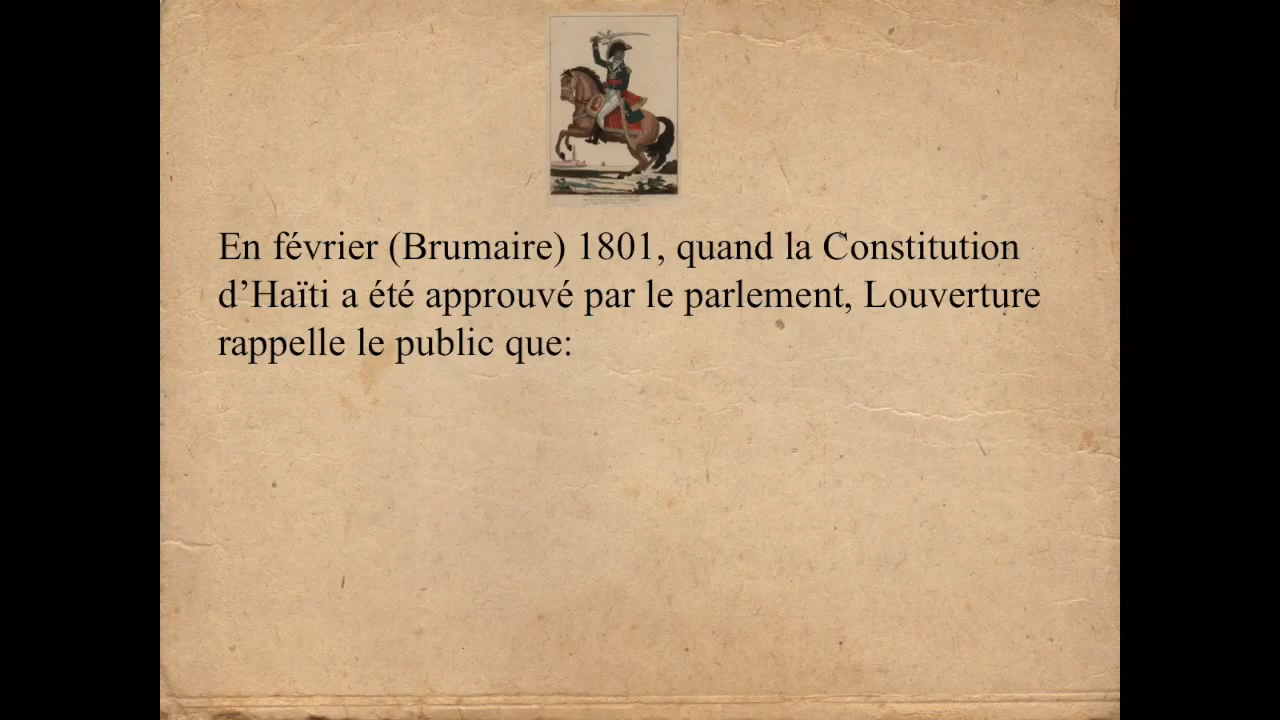 En février (Brumaire) 1801, quand la Constitution
d’Haïti a été approuvé par le parlement, Louverture
rappelle le public que: